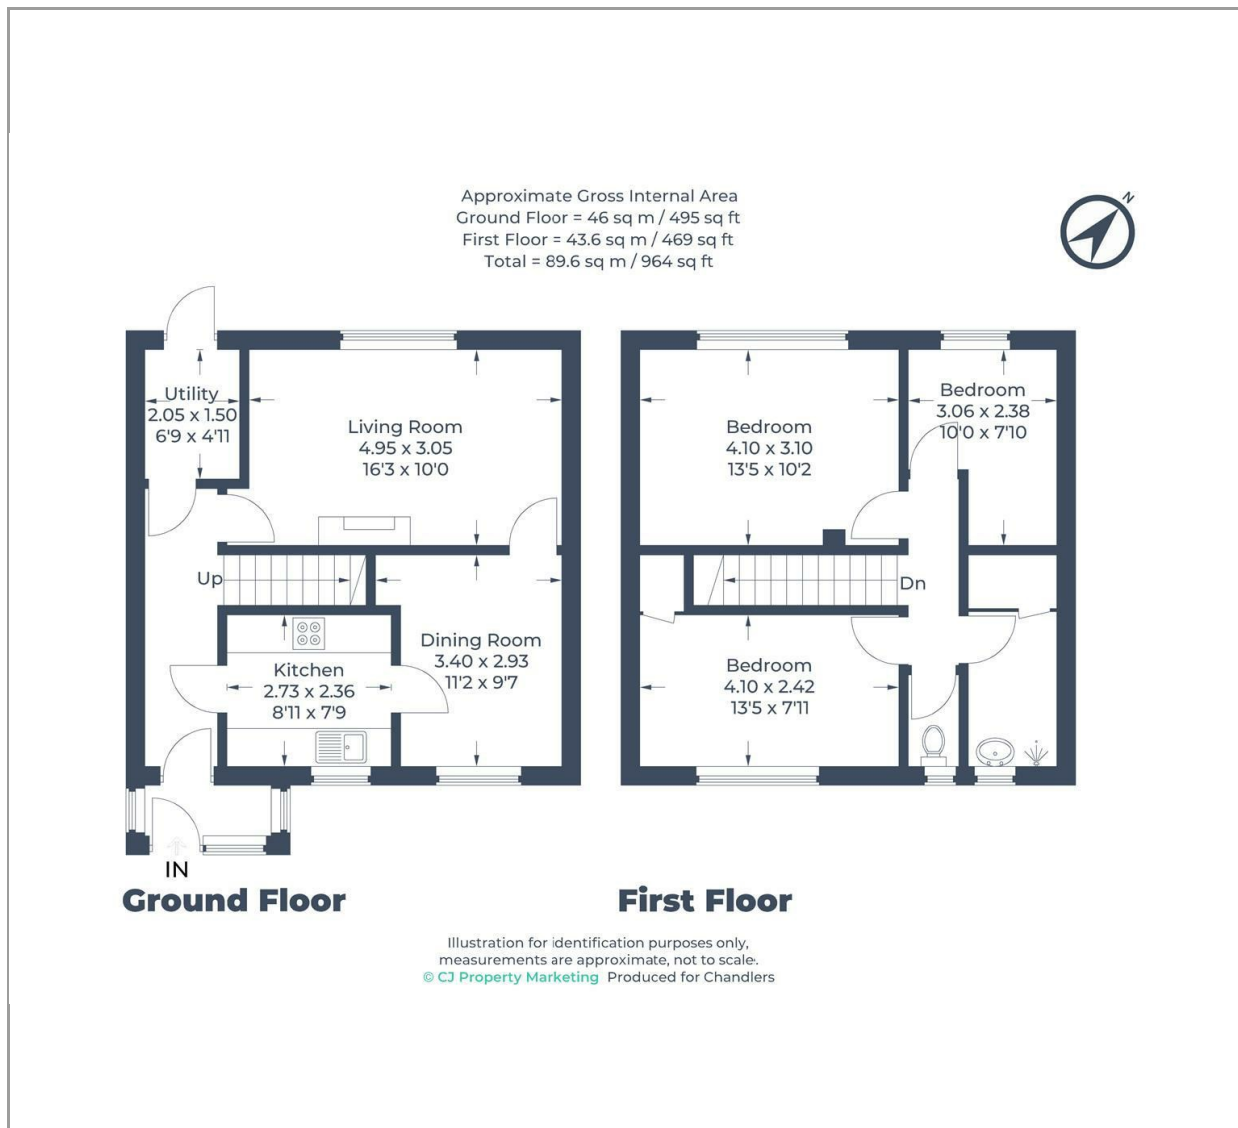 Approximate Gross Internal Area
Ground Floor = 46 sq m / 495 sq ft
First Floor = 43.6 sq m / 469 sq ft
Total = 89.6 sq m / 964 sq ft
N
Utility
2.05 x 1.50
6'9 x 4'11
Living Room
4.95 x 3.05
16'3 x 10'0
Up
Kitchen
2.73 x 2.36
8'11 x 7'9
Dining Room
3.40 x 2.93
11'2 x 9'7
IN
Ground Floor
Bedroom
4.10 x 3.10
13'5 x 10'2
Bedroom
3.06 x 2.38
10'0 x 7'10
Dn
Bedroom
4.10 x 2.42
13'5 x 7'11
First Floor
Illustration for identification purposes only,
measurements are approximate, not to scale.
© CJ Property Marketing Produced for Chandlers